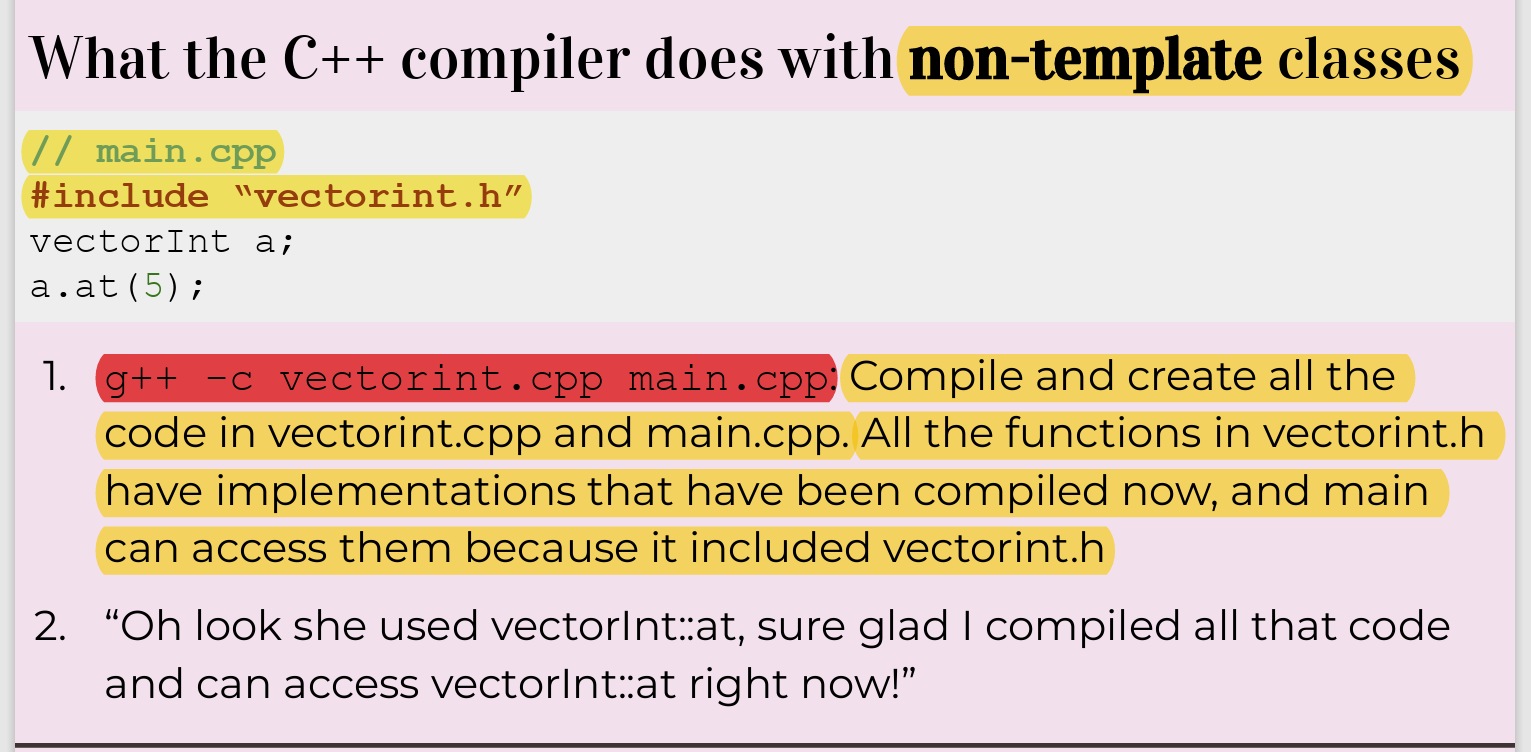 What the C++ compiler does with non-template classes
// main.cpp
#include “vectorint.h”
vectorInt a;
a.at(5);
1. g++ -c vectorint.cpp main.cpp: Compile and create all the
code in vectorint.cpp and main.cpp. All the functions in vectorint.h
have implementations that have been compiled now, and main
can access them because it included vectorint.h
2. “Oh look she used vectorInt::at, sure glad I compiled all that code
and can access vectorInt::at right now!”